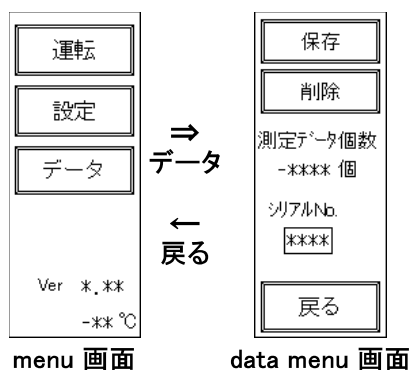 運転
設定
データ
Ver *.**
-**℃
menu 画面
⇒
データ
←
戻る
保存
削除
測定データ個数
-**** 個
シリアルNo.
****
戻る
data menu 画面